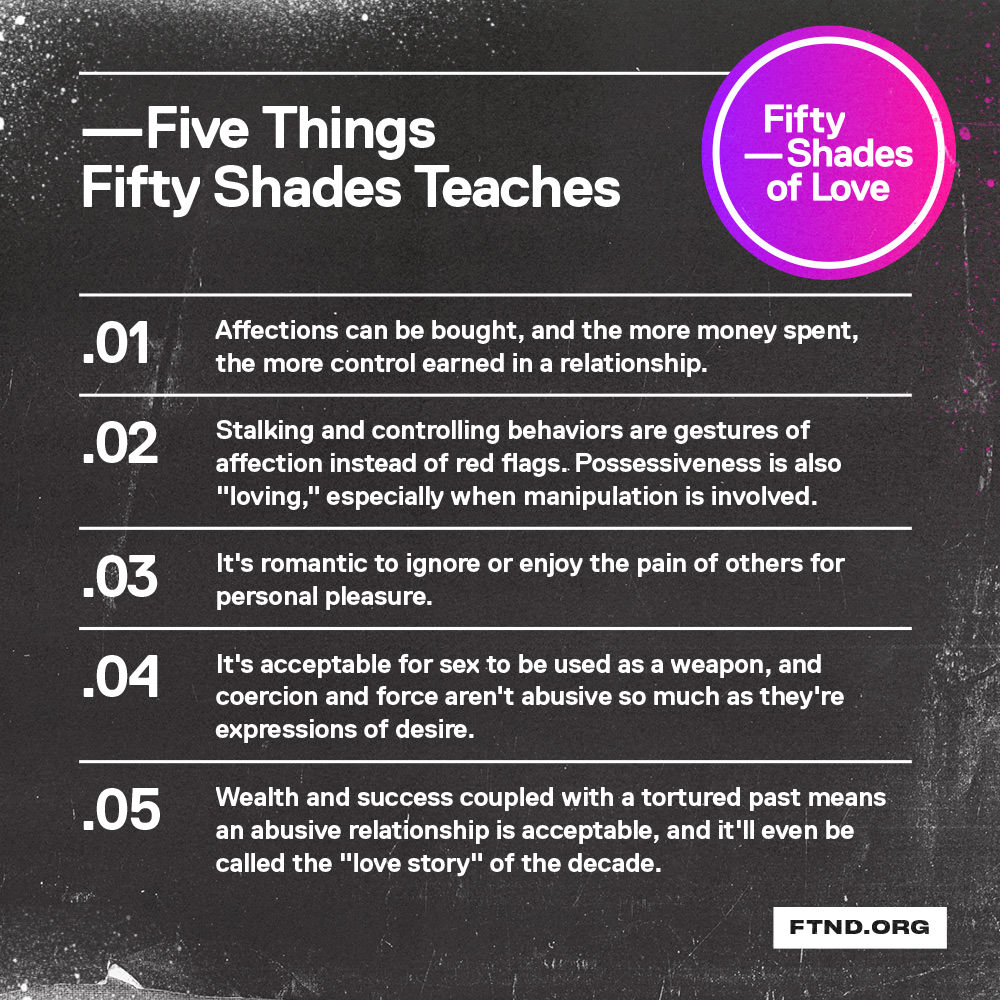 —Five Things
Fifty Shades Teaches
Fifty
—Shades
of Love
.01
Affections can be bought, and the more money spent,
the more control earned in a relationship.
.02
Stalking and controlling behaviors are gestures of
affection instead of red flags. Possessiveness is also
"loving," especially when manipulation is involved.
.03
It's romantic to ignore or enjoy the pain of others for
personal pleasure.
.04
It's acceptable for sex to be used as a weapon, and
coercion and force aren't abusive so much as they're
expressions of desire.
.05
Wealth and success coupled with a tortured past means
an abusive relationship is acceptable, and it'll even be
called the "love story" of the decade.
FTND.ORG